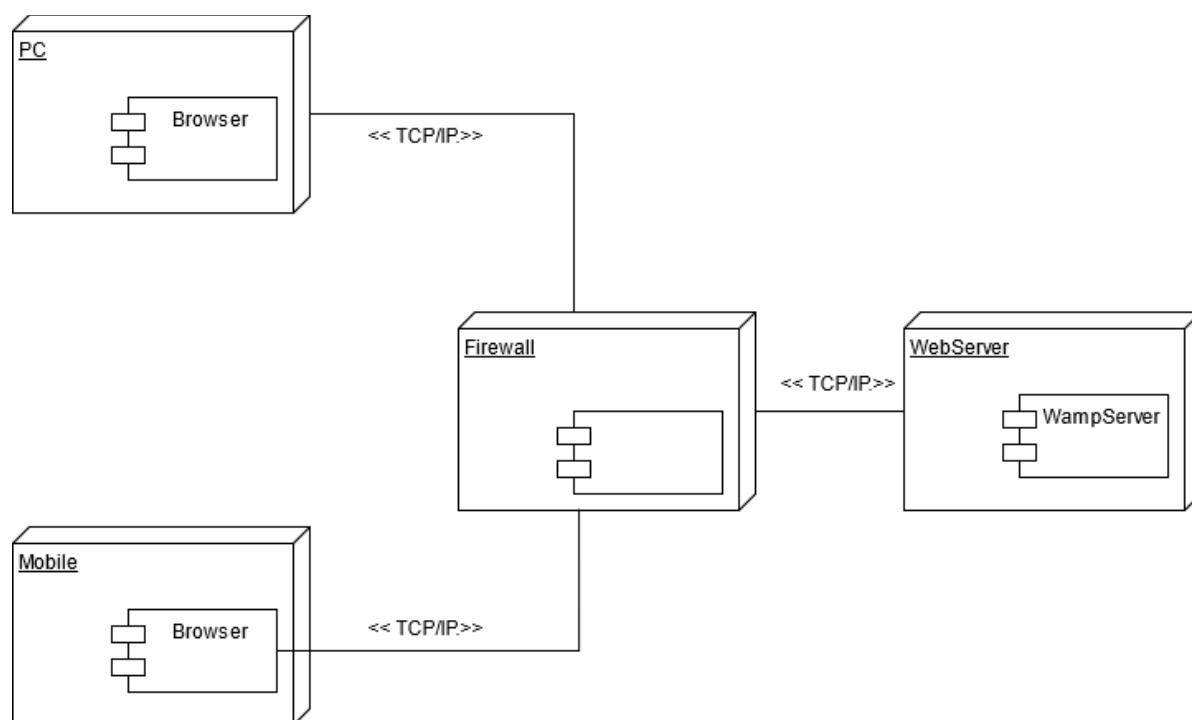 PC
Browser
<< TCP/IP.>>
Firewall
<< TCP/IP.>>
WebServer
WampServer
Mobile
Browser
<< TCP/IP.>>